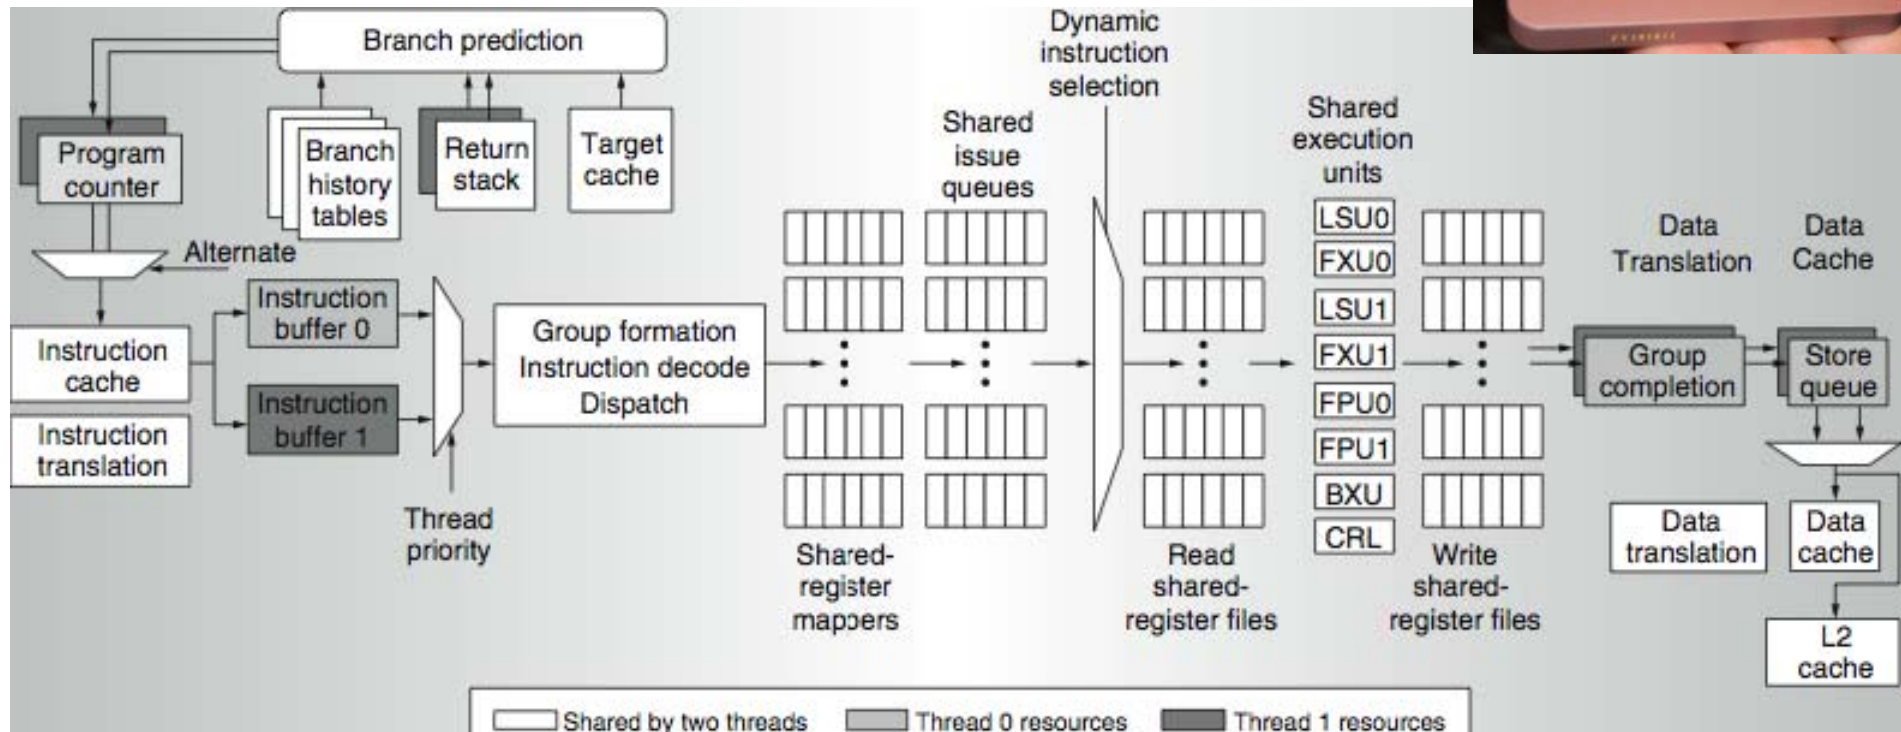 Branch prediction
Program
counter
Branch
history
tables
Return
stack
Target
cache
Alternate
Instruction
cache
Instruction
translation
Instruction
buffer 0
Instruction
buffer 1
Thread
priority
Group formation
Instruction decode
Dispatch
Shared-
register
mappers
Shared
issue
queues
Dynamic
instruction
selection
Read
shared-
register files
Shared
execution
units
LSU0
FXU0
LSU1
FXU1
FPU0
FPU1
BXU
CRL
Write
shared-
register files
Data
Translation
Data
Cache
Group
completion
Store
queue
Data
translation
Data
cache
L2
cache
Shared by two threads
Thread 0 resources
Thread 1 resources